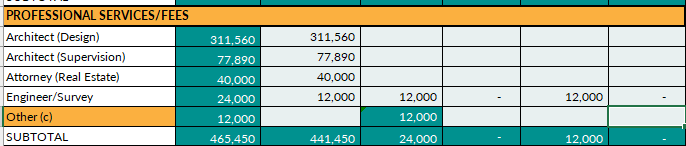 PROFESSIONAL SERVICES/FEES
Architect (Design) 311,560 311,560
Architect (Supervision) 77,890 77,890
Attorney (Real Estate) 40,000 40,000
Engineer/Survey 24,000 12,000 12,000 - 12,000 -
Other (c) 12,000 12,000
SUBTOTAL 465,450 441,450 24,000 - 12,000 -